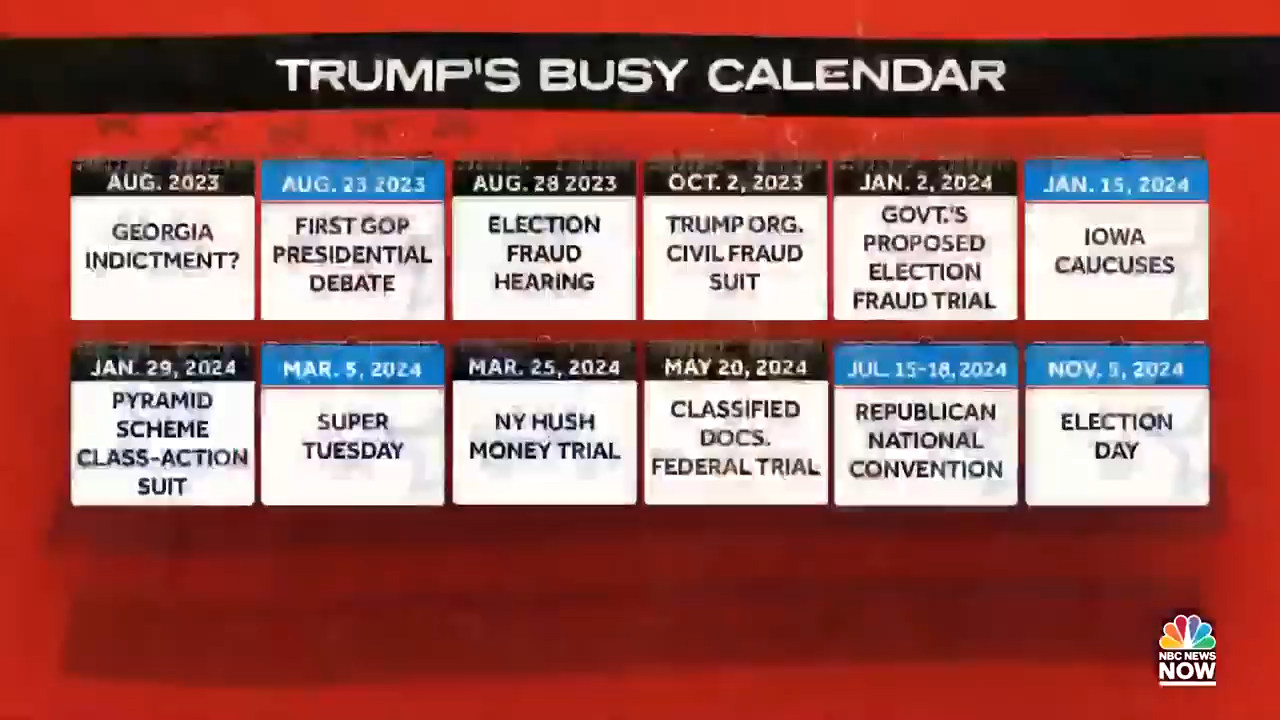 TRUMP'S BUSY CALENDAR
AUG. 2023
GEORGIA
INDICTMENT?
AUG. 23 2023
FIRST GOP
PRESIDENTIAL
DEBATE
AUG. 28 2023
ELECTION
FRAUD
HEARING
OCT. 2, 2023
TRUMP ORG.
CIVIL FRAUD
SUIT
JAN. 2, 2024
GOVT.'S
PROPOSED
ELECTION
FRAUD TRIAL
JAN. 15, 2024
IOWA
CAUCUSES
JAN. 29, 2024
PYRAMID
SCHEME
CLASS-ACTION
SUIT
MAR. 5, 2024
SUPER
TUESDAY
MAR. 25, 2024
NY HUSH
MONEY TRIAL
MAY 20, 2024
CLASSIFIED
DOCS.
FEDERAL TRIAL
JUL. 15-18, 2024
REPUBLICAN
NATIONAL
CONVENTION
NOV. 5, 2024
ELECTION
DAY
NBC NEWS
NOW